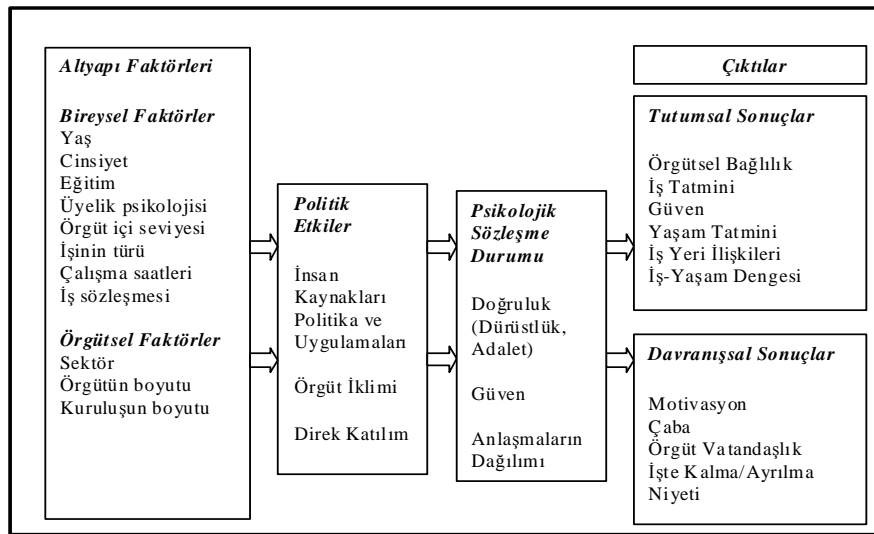 Altyapı Faktörleri
Bireysel Faktörler
Yaş
Cinsiyet
Eğitim
Üyelik psikolojisi
Örgüt içi seviyesi
İşinin türü
Çalışma saatleri
İş sözleşmesi
Örgütsel Faktörler
Sektör
Örgütün boyutu
Kuruluşun boyutu
Politik
Etkiler
İnsan
Kaynakları
Politika ve
Uygulamaları
Örgüt İklimi
Direk Katılım
Psikolojik
Sözleşme
Durumu
Doğruluk
(Dürüstlük,
Adalet)
Güven
Anlaşmaların
Dağılımı
Çıktılar
Tutumsal Sonuçlar
Örgütsel Bağlılık
İş Tatmini
Güven
Yaşam Tatmini
İş Yeri İlişkileri
İş-Yaşam Dengesi
Davranışsal Sonuçlar
Motivasyon
Çaba
Örgüt Vatandaşlık
İşte Kalma/Ayrılma
Niyeti